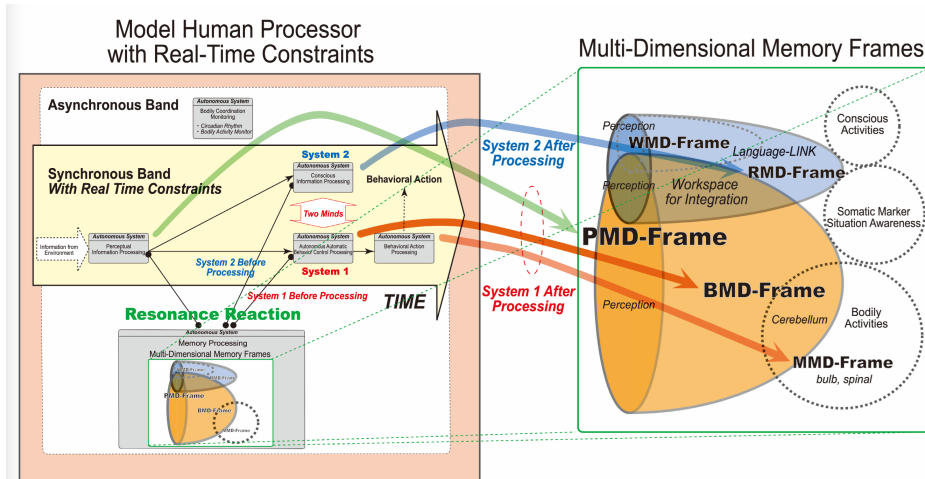 Model Human Processor
with Real-Time Constraints
Asynchronous Band
Autonomous System
Bodily Coordination
Monitoring
・Circadian Rhythm
・Bodily Activity Monitor
Synchronous Band
With Real Time Constraints
System 2
Autonomous System
Conscious
Information Processing
Behavioral Action
Two Minds
Information from
Environment
Autonomous System
Perceptual
Information Processing
Autonomous System
Autonomous Automatic
Behavior Control Processing
Autonomous System
Behavioral Action
Processing
System 2 Before
Processing
System 1
System 1 Before Processing
TIME
Resonance Reaction
Autonomous System
Memory Processing
Multi-Dimensional Memory Frames
WMD-Frame
RMD-Frame
PMD-Frame
BMD-Frame
MMD-Frame
System 2 After
Processing
System 1 After
Processing
Multi-Dimensional Memory Frames
Perception
WMD-Frame
Language-LINK
RMD-Frame
Perception
Workspace
for Integration
PMD-Frame
BMD-Frame
Perception
Cerebellum
MMD-Frame
bulb, spinal
Conscious
Activities
Somatic Marker
Situation Awareness
Bodily
Activities